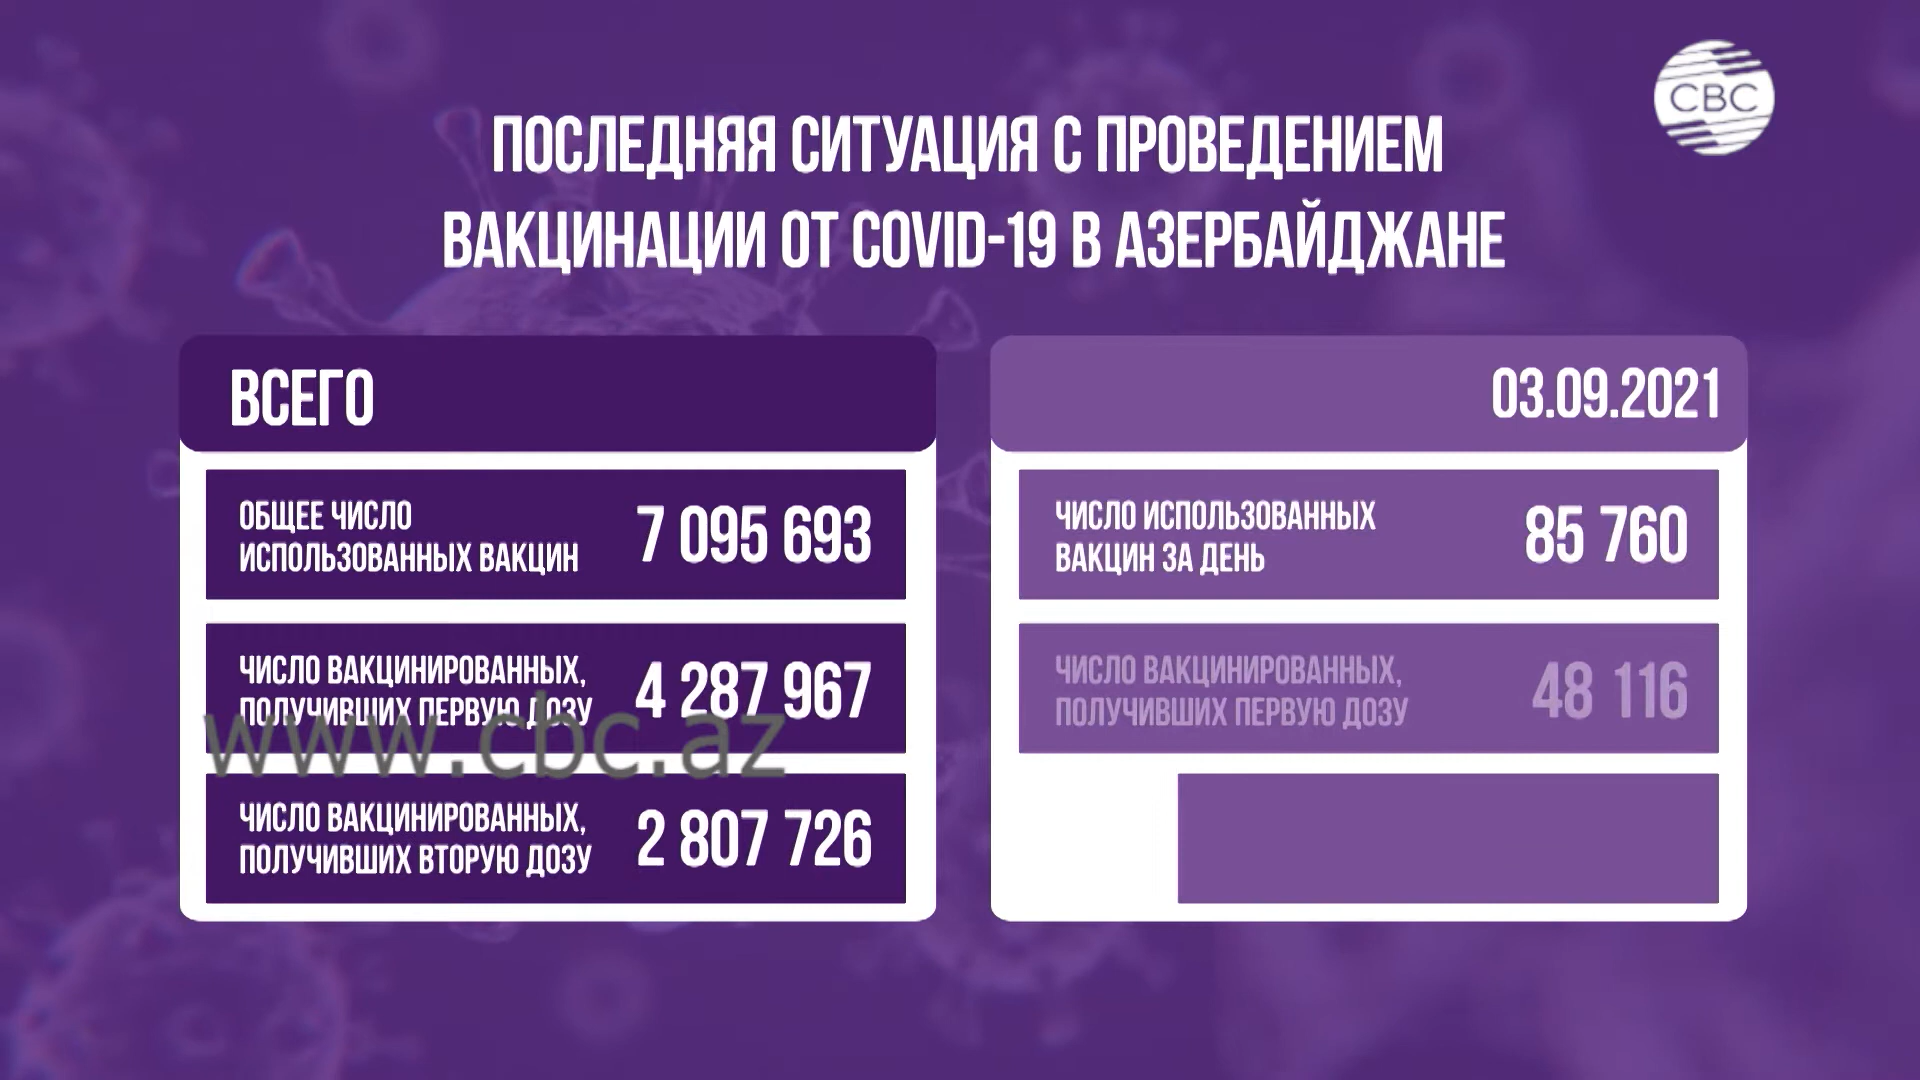 CBC
ПОСЛЕДНЯЯ СИТУАЦИЯ С ПРОВЕДЕНИЕМ
ВАКЦИНАЦИИ ОТ COVID-19 В АЗЕРБАЙДЖАНЕ
ВСЕГО
ОБЩЕЕ ЧИСЛО
ИСПОЛЬЗОВАННЫХ ВАКЦИН
7 095 693
ЧИСЛО ВАКЦИНИРОВАННЫХ,
ПОЛУЧИВШИХ ПЕРВУЮ ДОЗУ
4 287 967
www.cbc.az
ЧИСЛО ВАКЦИНИРОВАННЫХ,
ПОЛУЧИВШИХ ВТОРУЮ ДОЗУ
2 807 726
03.09.2021
ЧИСЛО ИСПОЛЬЗОВАННЫХ
ВАКЦИН ЗА ДЕНЬ
85 760
ЧИСЛО ВАКЦИНИРОВАННЫХ,
ПОЛУЧИВШИХ ПЕРВУЮ ДОЗУ
48 116